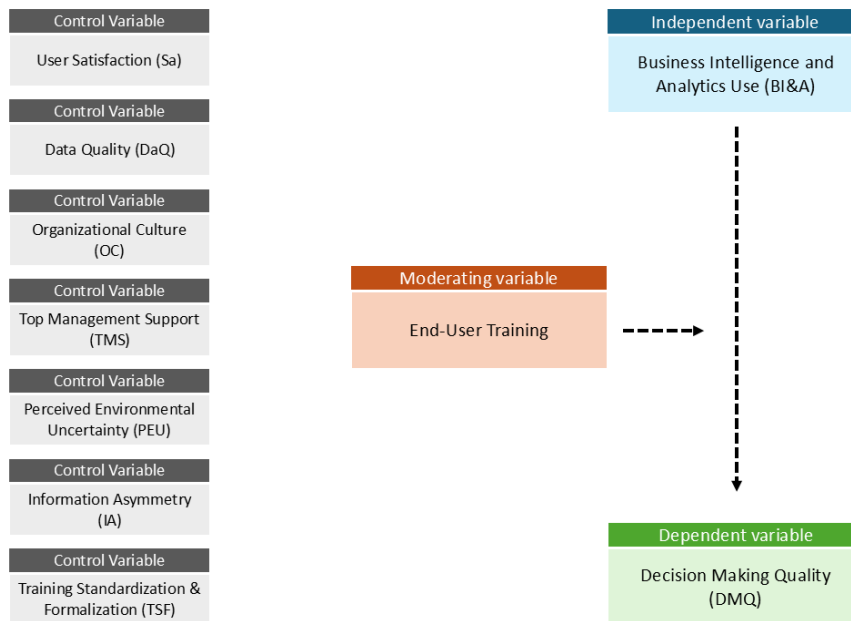 Control Variable
User Satisfaction (Sa)
Control Variable
Data Quality (DaQ)
Control Variable
Organizational Culture
(OC)
Control Variable
Top Management Support
(TMS)
Control Variable
Perceived Environmental
Uncertainty (PEU)
Control Variable
Information Asymmetry
(IA)
Control Variable
Training Standardization &
Formalization (TSF)
Moderating variable
End-User Training
Independent variable
Business Intelligence and
Analytics Use (BI&A)
Dependent variable
Decision Making Quality
(DMQ)